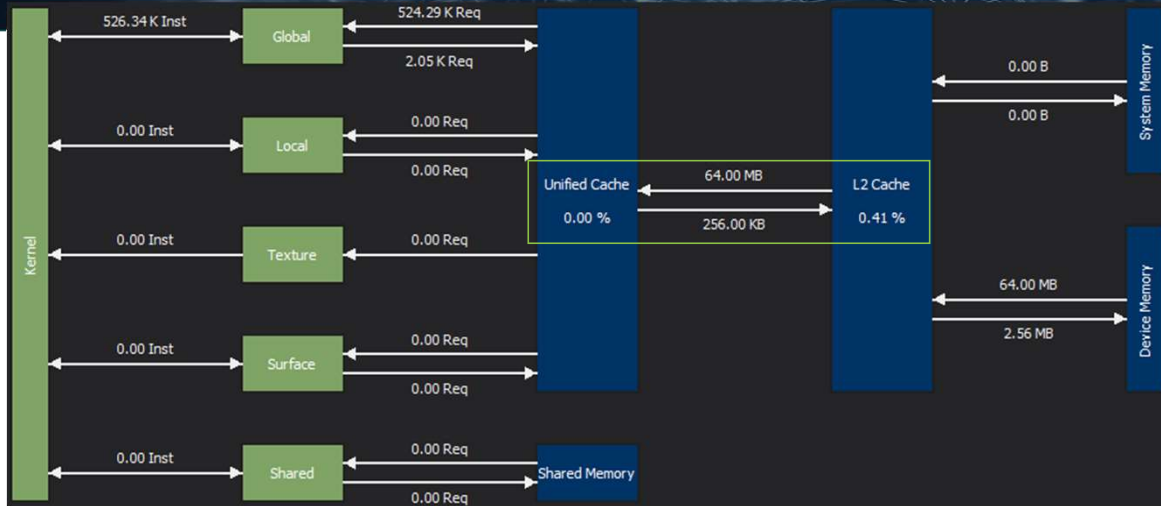 526.34 K Inst
Global
524.29 K Req
2.05 K Req
0.00 Inst
Local
0.00 Req
0.00 Req
Kernel
0.00 Inst
Texture
0.00 Req
0.00 Inst
Surface
0.00 Req
0.00 Req
0.00 Inst
Shared
0.00 Req
0.00 Req
Unified Cache
0.00 %
Shared Memory
64.00 MB
256.00 KB
L2 Cache
0.41 %
0.00 B
0.00 B
System Memory
64.00 MB
2.56 MB
Device Memory